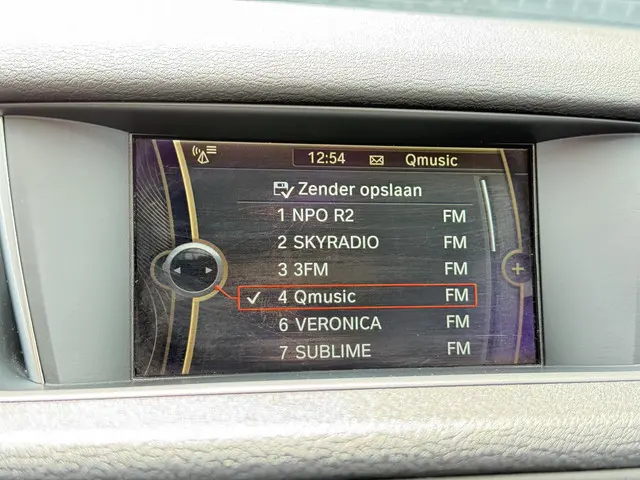 12:54 Qmusic
Zender opslaan
1 NPO R2 FM
2 SKYRADIO FM
3 3FM FM
4 Qmusic FM
6 VERONICA FM
7 SUBLIME FM